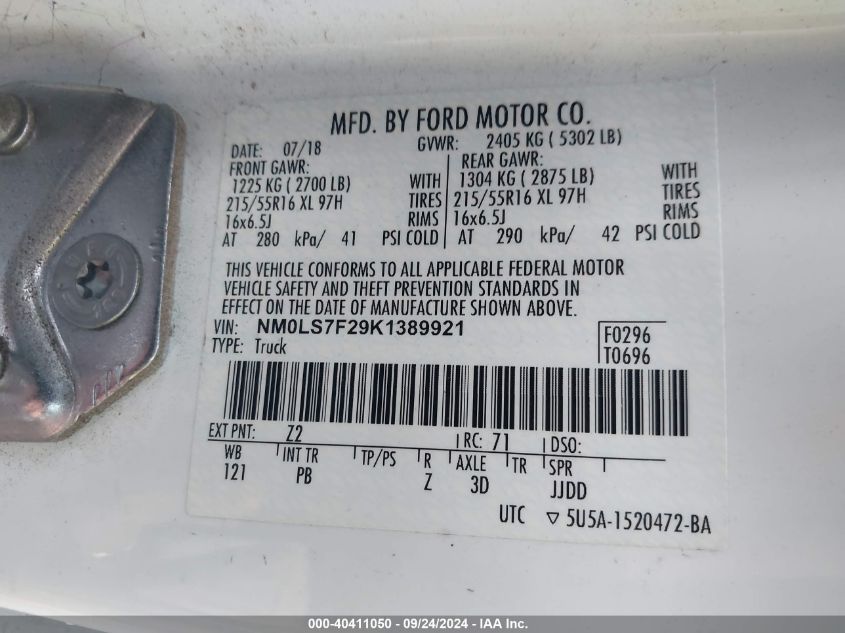 MFD. BY FORD MOTOR CO.
DATE: 07/18 GVWR: 2405 KG ( 5302 LB)
FRONT GAWR: REAR GAWR:
1225 KG ( 2700 LB) WITH 1304 KG ( 2875 LB) WITH
215/55R16 XL 97H TIRES 215/55R16 XL 97H TIRES
16x6.5J RIMS 16x6.5J RIMS
AT 280 kPa/ 41 PSI COLD AT 290 kPa/ 42 PSI COLD
THIS VEHICLE CONFORMS TO ALL APPLICABLE FEDERAL MOTOR
VEHICLE SAFETY AND THEFT PREVENTION STANDARDS IN
EFFECT ON THE DATE OF MANUFACTURE SHOWN ABOVE.
VIN: NM0LS7F29K1389921 F0296
TYPE: Truck T0696
EXT PNT: Z2 RC: 71 DSO:
WB INT TR TP/PS R AXLE TR SPR
121 PB Z 3D JJDD
UTC ▽ 5U5A-1520472-BA
000-40411050 - 09/24/2024 - IAA Inc.